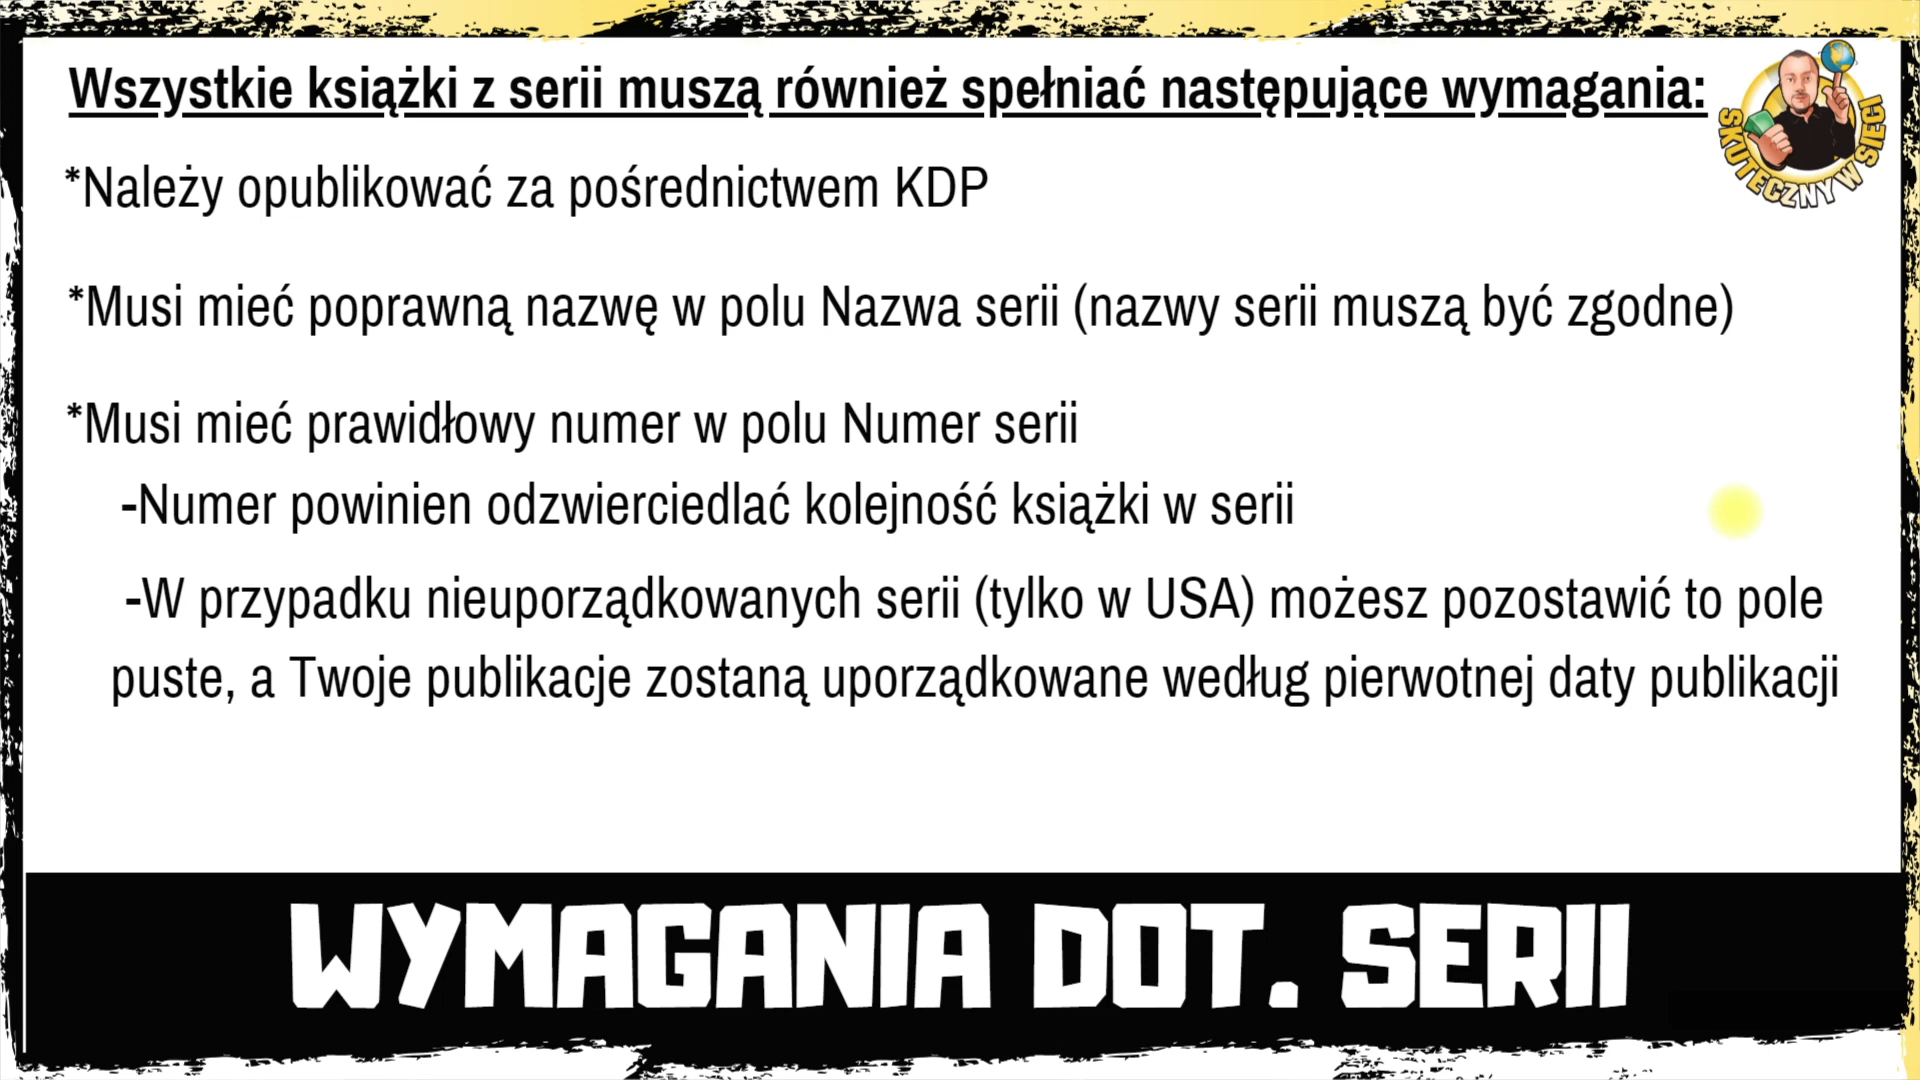 Wszystkie książki z serii muszą również spełniać następujące wymagania:
SKUTECZNY W SIECI
*Należy opublikować za pośrednictwem KDP
*Musi mieć poprawną nazwę w polu Nazwa serii (nazwy serii muszą być zgodne)
*Musi mieć prawidłowy numer w polu Numer serii
-Numer powinien odzwierciedlać kolejność książki w serii
-W przypadku nieuporządkowanych serii (tylko w USA) możesz pozostawić to pole
puste, a Twoje publikacje zostaną uporządkowane według pierwotnej daty publikacji
WYMAGANIA DOT. SERII